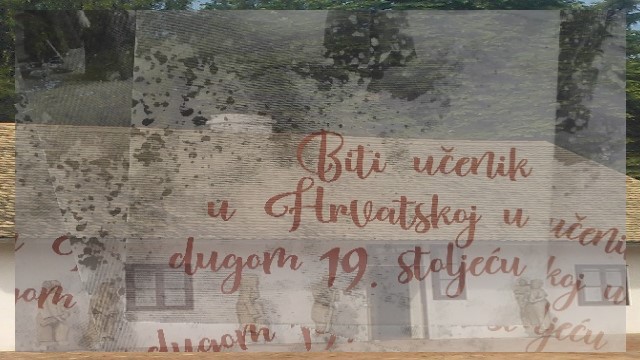 Biti učenik
u Hrvatskoj u
dugom 19. stoljeću